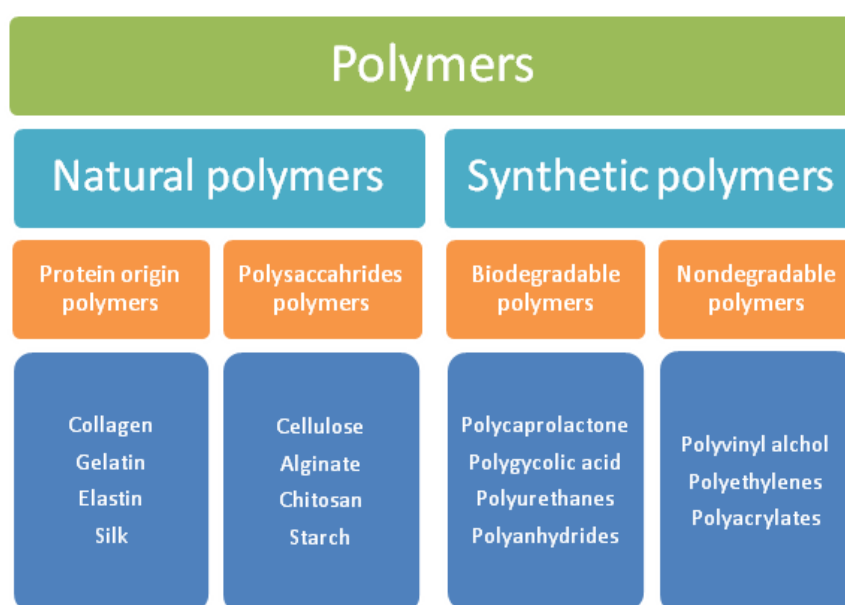 Polymers
Natural polymers
Synthetic polymers
Protein origin
polymers
Polysaccahrides
polymers
Biodegradable
polymers
Nondegradable
polymers
Collagen
Gelatin
Elastin
Silk
Cellulose
Alginate
Chitosan
Starch
Polycaprolactone
Polygycolic acid
Polyurethanes
Polyanhydrides
Polyvinyl alchol
Polyethylenes
Polyacrylates